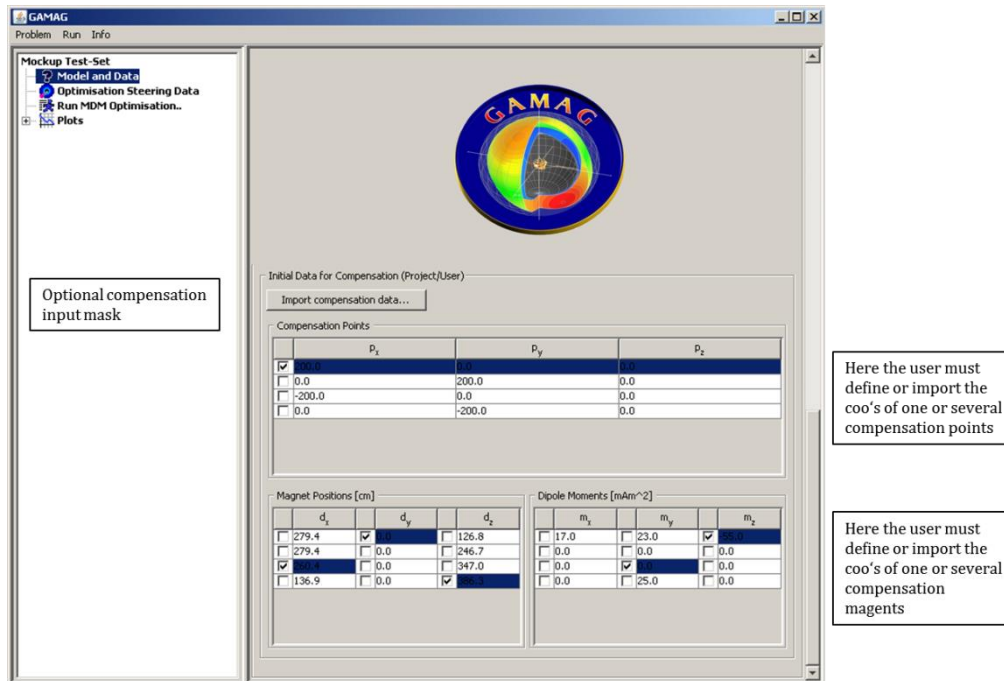 GAMAG
Problem Run Info
Mockup Test-Set
Model and Data
Optimisation Steering Data
Run MDM Optimisation..
Plots
GAMAG
Optional compensation
input mask
Initial Data for Compensation (Project/User)
Import compensation data...
Compensation Points
px py pz
200.0 0.0 0.0
0.0 200.0 0.0
-200.0 0.0 0.0
0.0 -200.0 0.0
Here the user must
define or import the
coo's of one or several
compensation points
Magnet Positions [cm]
dx dy dz
279.4 0.0 126.8
279.4 0.0 246.7
260.4 0.0 347.0
136.9 0.0 386.3
Dipole Moments [mAm^2]
mx my mz
17.0 23.0 -55.0
0.0 0.0 0.0
0.0 0.0 0.0
0.0 25.0 0.0
Here the user must
define or import the
coo's of one or several
compensation
magents